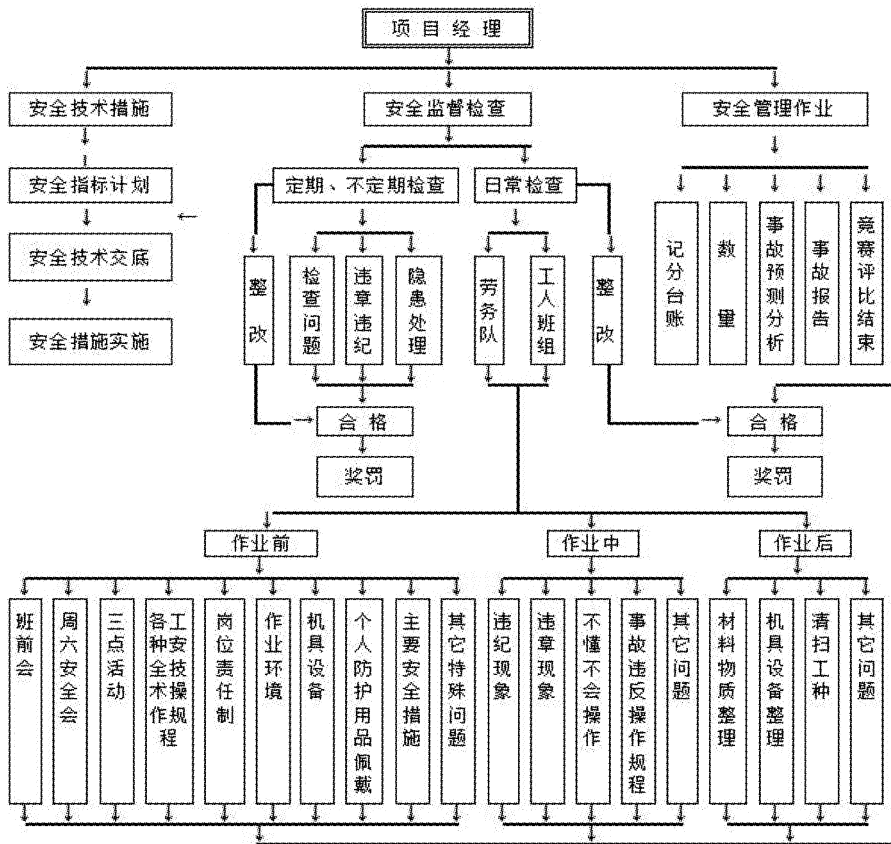 项目经理
安全技术措施
安全监督检查
安全管理作业
安全指标计划
定期、不定期检查
日常检查
安全技术交底
安全措施实施
整改
检查问题
违章违纪
隐患处理
劳务队
工人班组
整改
记分台账
数量
事故预测分析
事故报告
竞赛评比结束
合格
合格
奖罚
奖罚
作业前
作业中
作业后
班前会
周六安全会
三点活动
各种全术作程
工安技操规程
岗位责任制
作业环境
机具设备
个人防护用品佩戴
主要安全措施
其它特殊问题
违纪现象
违章现象
不懂不会操作
事故违反操作规程
其它问题
材料物质整理
机具设备整理
清扫工种
其它问题